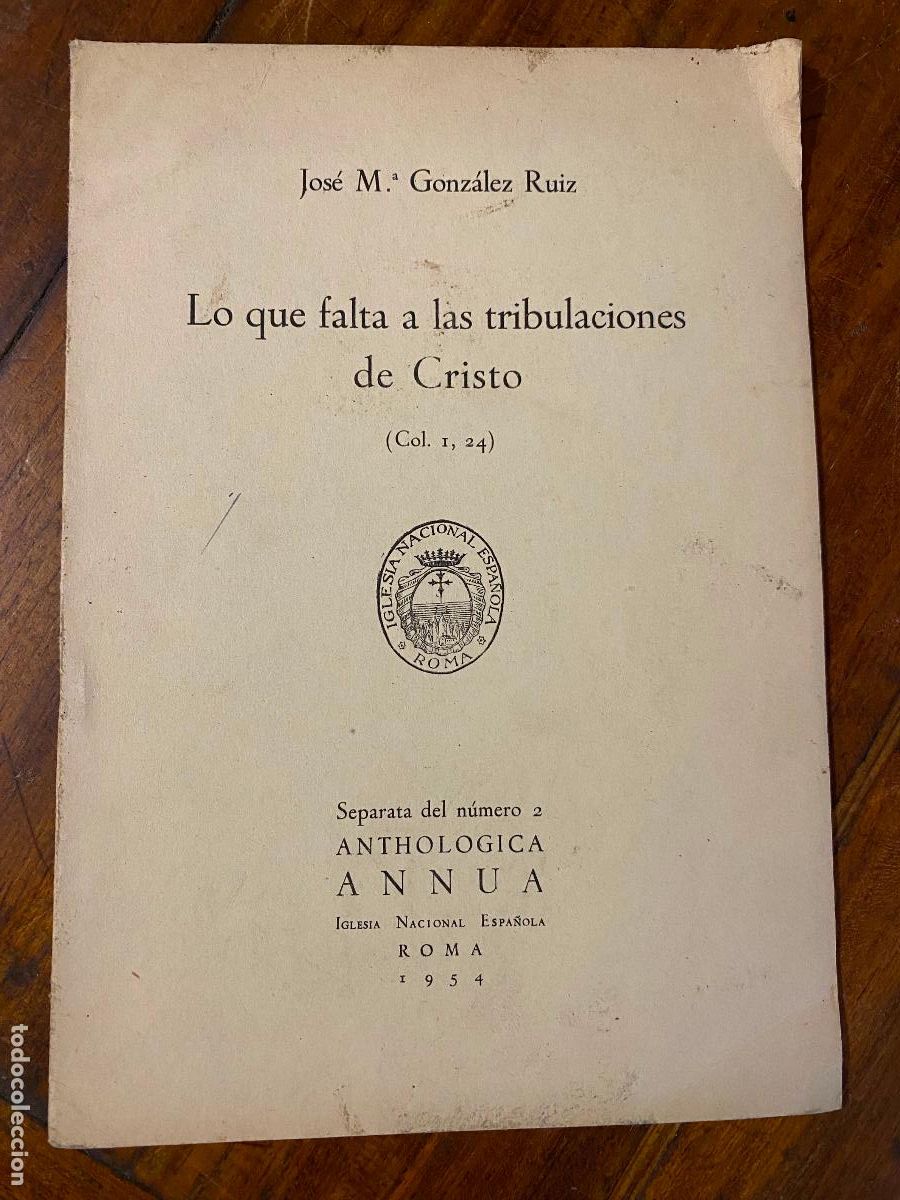 José M.ª González Ruiz
Lo que falta a las tribulaciones
de Cristo
(Col. 1, 24)
IGLESIA NACIONAL ESPAÑOLA
ROMA
Separata del número 2
ANTHOLOGICA
ANNUA
Iglesia Nacional Española
ROMA
1954
todocoleccion